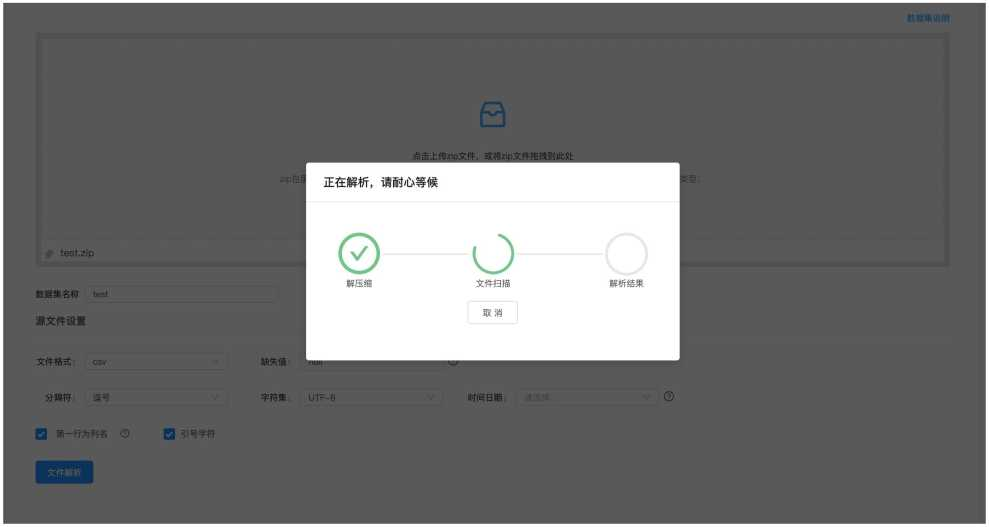 数据集说明
点击上传zip文件，或将zip文件拖拽到此处
正在解析，请耐心等候
test.zip
解压缩 文件扫描 解析结果
取 消
数据集名称 test
源文件设置
文件格式： csv 缺失值： null
分隔符： 逗号 字符集： UTF-8 时间日期： 请选择
第一行为列名 引号字符
文件解析